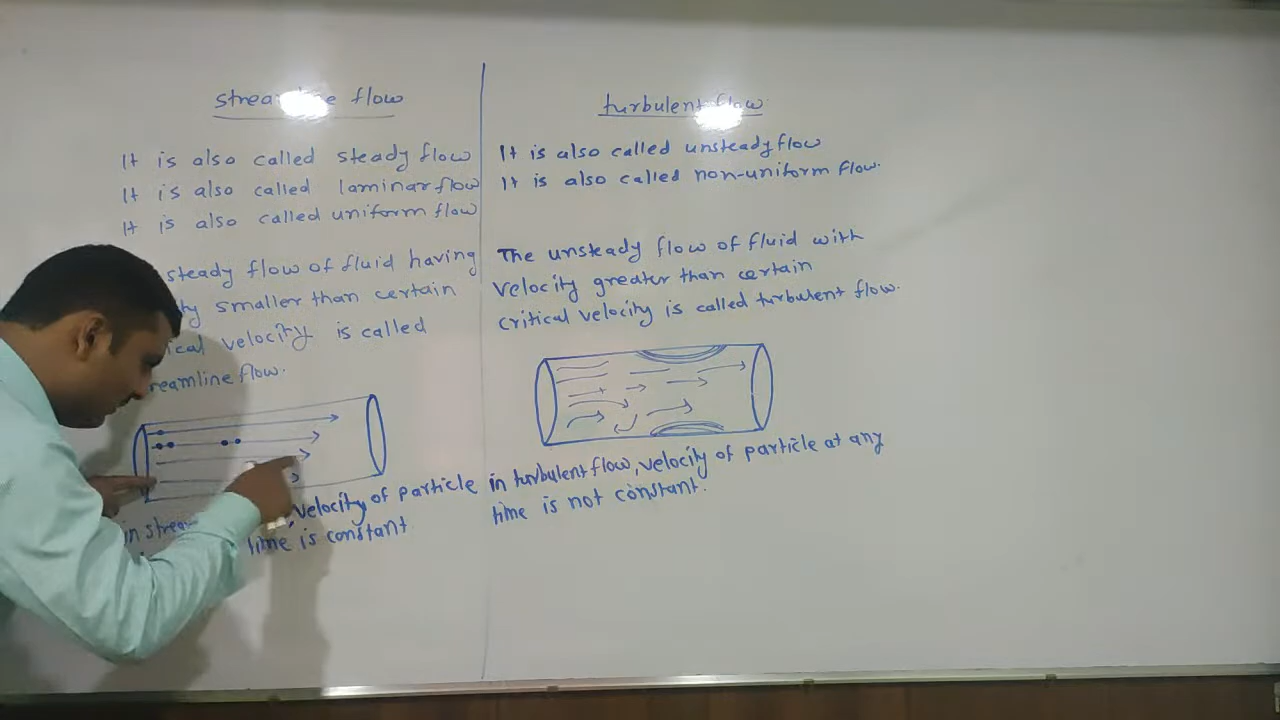 flow
It is also called steady flow
It is also called laminar flow
It is also called uniform flow
steady flow of fluid having
smaller than certain
velocity is called
flow.
in
velocity of particle
time is constant
turbulent flow
It is also called unsteady flow
It is also called non-uniform flow.
The unsteady flow of fluid with
velocity greater than certain
critical velocity is called turbulent flow.
in turbulent flow, velocity of particle at any
time is not constant.